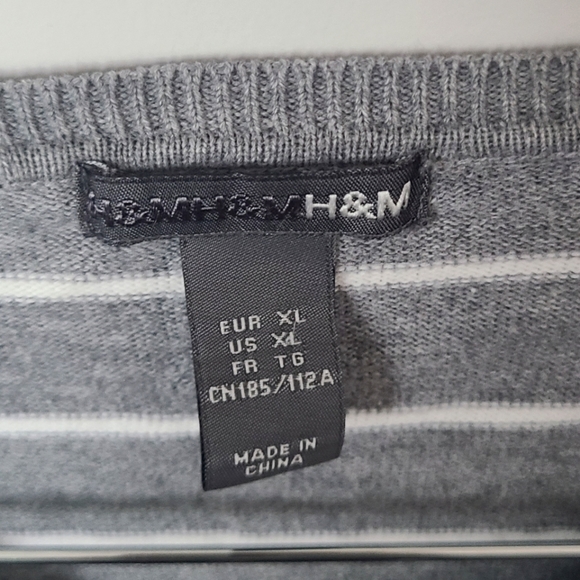 H&MH&MH&M
EUR XL
US XL
FR TG
CN185/112A
MADE IN
CHINA